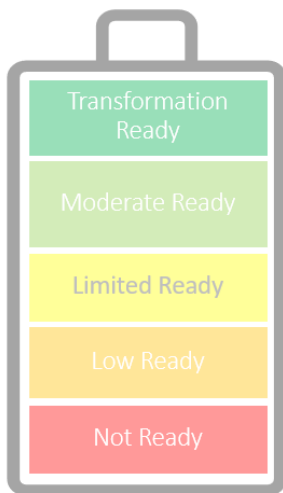 Transformation
Ready
Moderate Ready
Limited Ready
Low Ready
Not Ready